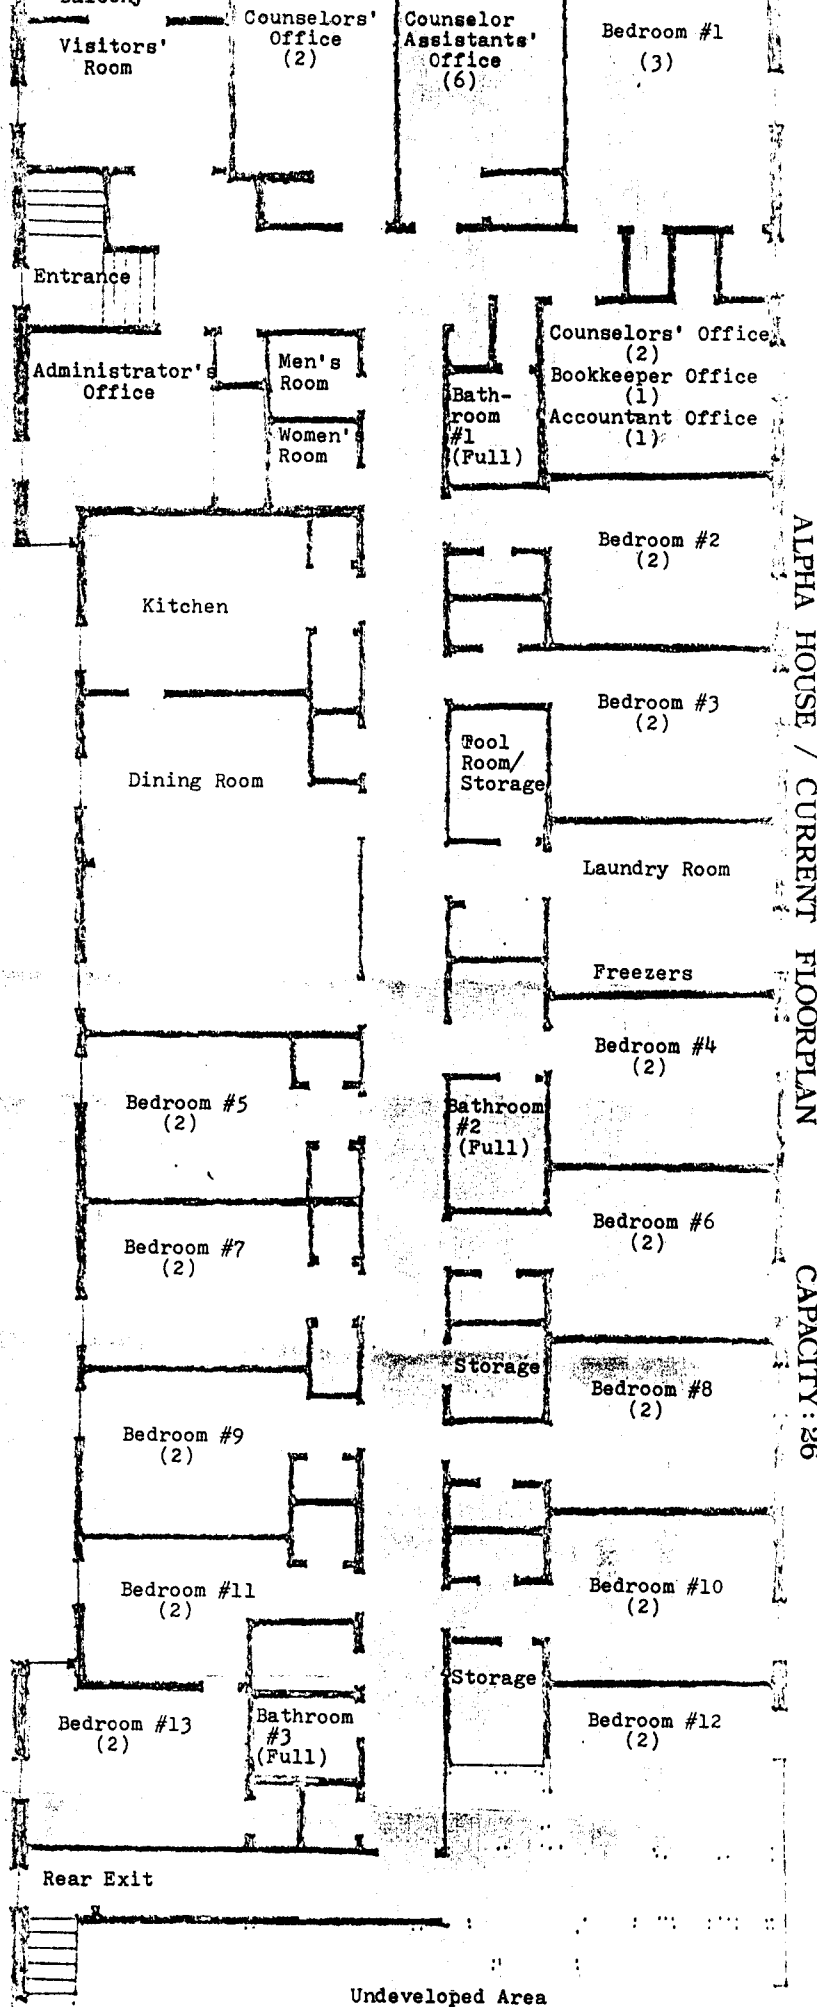 Balcony
Visitors'
Room
Counselors'
Office
(2)
Counselor
Assistants'
Office
(6)
Bedroom #1
(3)
Entrance
Administrator's
Office
Men's
Room
Women's
Room
Bath-
room
#1
(Full)
Counselors' Office
(2)
Bookkeeper Office
(1)
Accountant Office
(1)
Bedroom #2
(2)
Kitchen
Bedroom #3
(2)
Tool
Room/
Storage
Dining Room
Laundry Room
Freezers
Bedroom #4
(2)
Bedroom #5
(2)
Bathroom
#2
(Full)
Bedroom #6
(2)
Bedroom #7
(2)
Storage
Bedroom #8
(2)
Bedroom #9
(2)
Bedroom #10
(2)
Bedroom #11
(2)
Storage
Bedroom #12
(2)
Bedroom #13
(2)
Bathroom
#3
(Full)
Rear Exit
Undeveloped Area
ALPHA HOUSE / CURRENT FLOORPLAN CAPACITY: 26